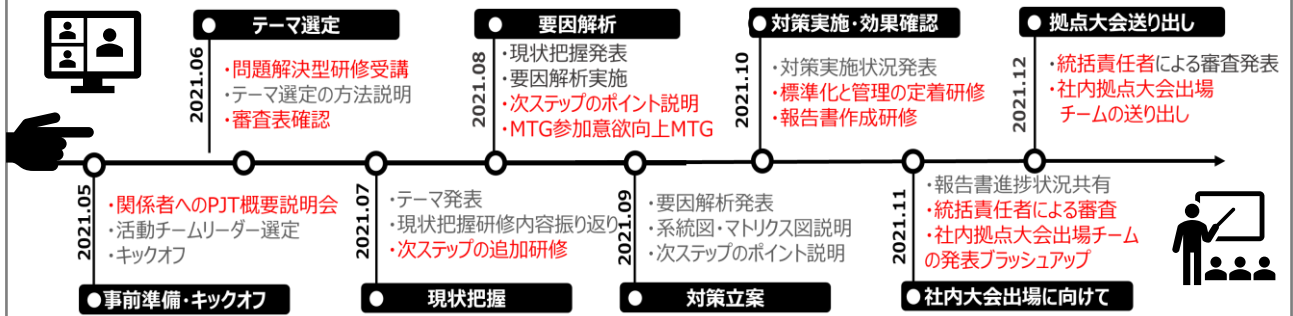 2021.05
・関係者へのPJT概要説明会
・活動チームリーダー選定
・キックオフ
●事前準備・キックオフ
テーマ選定
2021.06
・問題解決型研修受講
・テーマ選定の方法説明
・審査表確認
2021.07
・テーマ発表
・現状把握研修内容振り返り
・次ステップの追加研修
● 現状把握
● 要因解析
2021.08
・現状把握発表
・要因解析実施
・次ステップのポイント説明
・MTG参加意欲向上MTG
2021.09
・要因解析発表
・系統図・マトリクス図説明
・次ステップのポイント説明
● 対策立案
●対策実施・効果確認
2021.10
・対策実施状況発表
・標準化と管理の定着研修
・報告書作成研修
2021.11
・報告書進捗状況共有
・統括責任者による審査
・社内拠点大会出場チーム
の発表ブラッシュアップ
●社内大会出場に向けて
● 拠点大会送り出し
2021.12
・統括責任者による審査発表
・社内拠点大会出場
チームの送り出し